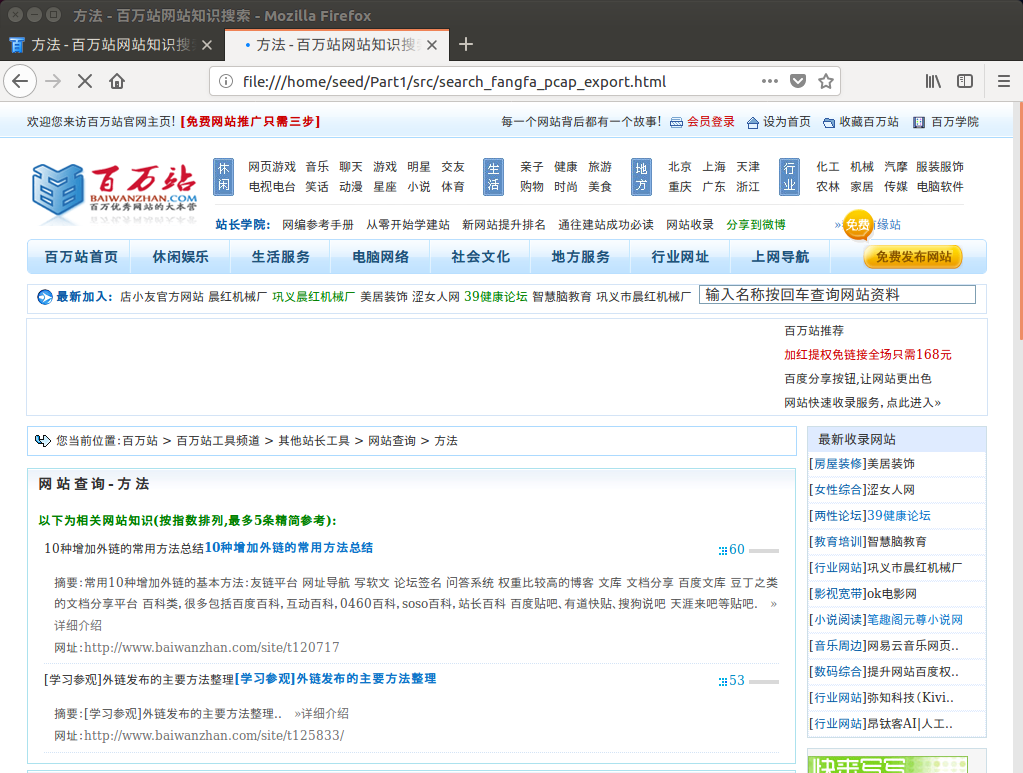 方法 - 百万站网站知识搜索 - Mozilla Firefox
方法 - 百万站网站知识搜
方法 - 百万站网站知识搜
file:///home/seed/Part1/src/search_fangfa_pcap_export.html
欢迎您来访百万站官网主页! [免费网站推广只需三步] 每一个网站背后都有一个故事! 会员登录 设为首页 收藏百万站 百万学院
百万站
BAIWANZHAN.COM
百万优秀网站的大本营
休闲 网页游戏 音乐 聊天 游戏 明星 交友 生活 亲子 健康 旅游 地方 北京 上海 天津 行业 化工 机械 汽摩 服装服饰
电视电台 笑话 动漫 星座 小说 体育 购物 时尚 美食 重庆 广东 浙江 农林 家居 传媒 电脑软件
站长学院: 网编参考手册 从零开始学建站 新网站提升排名 通往建站成功必读 网站收录 分享到微博 » 免费 缘站
百万站首页 休闲娱乐 生活服务 电脑网络 社会文化 地方服务 行业网址 上网导航 免费发布网站
最新加入: 店小友官方网站 晨红机械厂 巩义晨红机械厂 美居装饰 涩女人网 39健康论坛 智慧脑教育 巩义市晨红机械厂 输入名称按回车查询网站资料
百万站推荐
加红提权免链接全场只需168元
百度分享按钮,让网站更出色
网站快速收录服务,点此进入»
您当前位置:百万站 > 百万站工具频道 > 其他站长工具 > 网站查询 > 方法
网站查询-方法
以下为相关网站知识(按指数排列,最多5条精简参考):
10种增加外链的常用方法总结10种增加外链的常用方法总结 60
摘要:常用10种增加外链的基本方法:友链平台 网址导航 写软文 论坛签名 问答系统 权重比较高的博客 文库 文档分享 百度文库 豆丁之类
的文档分享平台 百科类,很多包括百度百科,互动百科,0460百科,soso百科,站长百科 百度贴吧、有道快贴、搜狗说吧 天涯来吧等贴吧. »
详细介绍
网址:http://www.baiwanzhan.com/site/t120717
[学习参观]外链发布的主要方法整理[学习参观]外链发布的主要方法整理 53
摘要:[学习参观]外链发布的主要方法整理.. »详细介绍
网址:http://www.baiwanzhan.com/site/t125833/
最新收录网站
[房屋装修]美居装饰
[女性综合]涩女人网
[两性论坛]39健康论坛
[教育培训]智慧脑教育
[行业网站]巩义市晨红机械厂
[影视宽带]ok电影网
[小说阅读]笔趣阁元尊小说网
[音乐周边]网易云音乐网页..
[数码综合]提升网站百度权..
[行业网站]弥知科技(Kivi..
[行业网站]昂钛客AI|人工..